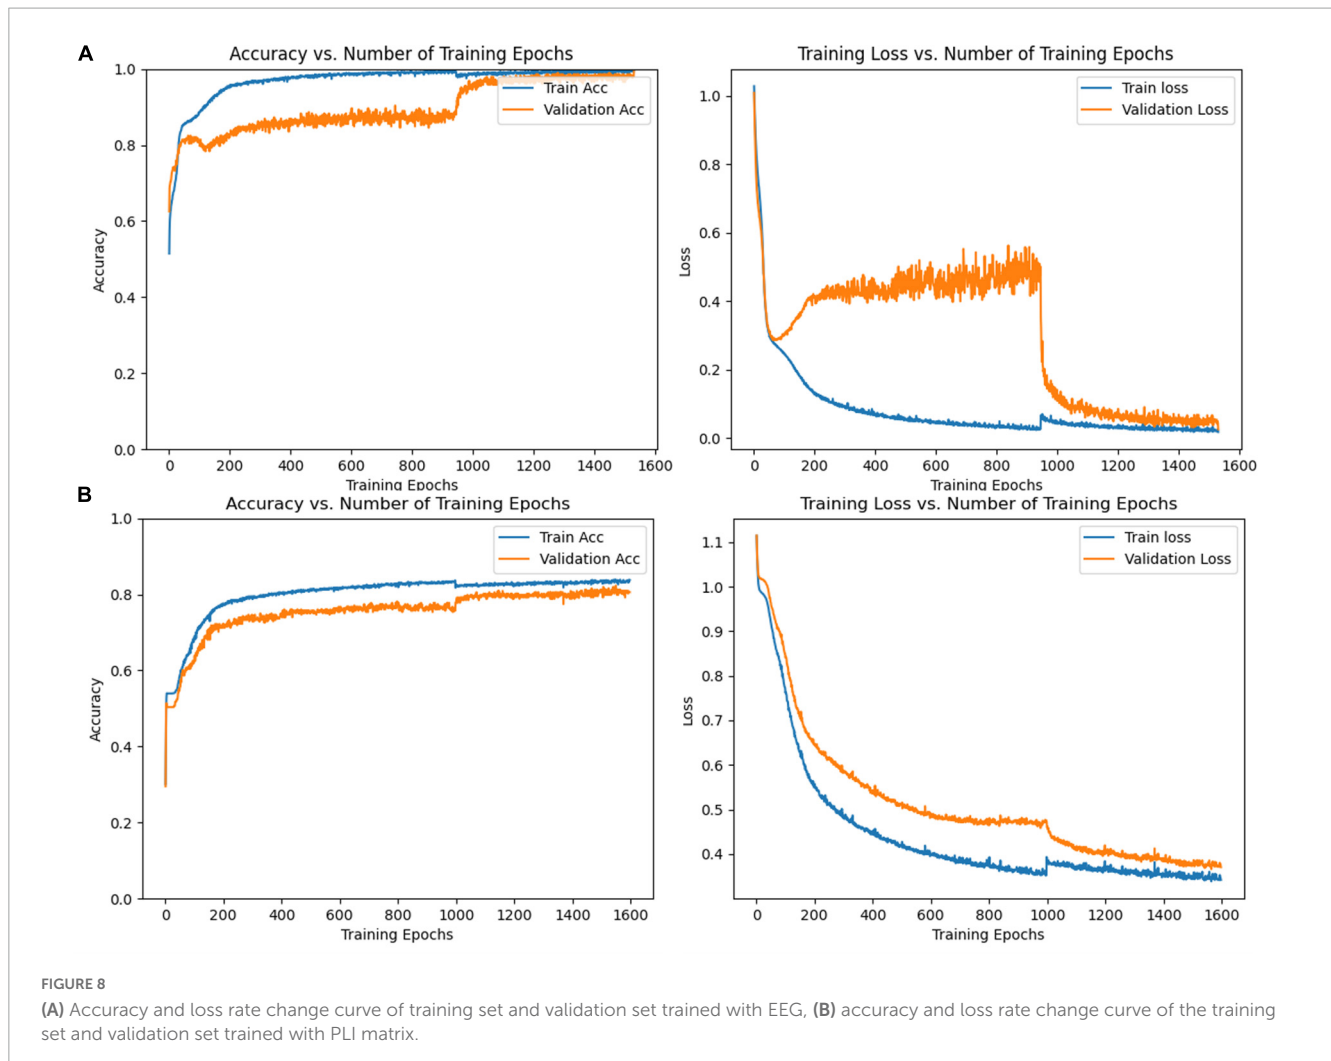 A
Accuracy vs. Number of Training Epochs
1.0
0.8
0.6
0.4
0.2
0.0
Accuracy
Train Acc
Validation Acc
0 200 400 600 800 1000 1200 1400 1600
Training Epochs
Training Loss vs. Number of Training Epochs
1.0
0.8
0.6
0.4
0.2
0.0
Loss
Train loss
Validation Loss
0 200 400 600 800 1000 1200 1400 1600
Training Epochs
B
Accuracy vs. Number of Training Epochs
1.0
0.8
0.6
0.4
0.2
0.0
Accuracy
Train Acc
Validation Acc
0 200 400 600 800 1000 1200 1400 1600
Training Epochs
Training Loss vs. Number of Training Epochs
1.1
1.0
0.9
0.8
0.7
0.6
0.5
0.4
Loss
Train loss
Validation Loss
0 200 400 600 800 1000 1200 1400 1600
Training Epochs
FIGURE 8
(A) Accuracy and loss rate change curve of training set and validation set trained with EEG, (B) accuracy and loss rate change curve of the training
set and validation set trained with PLI matrix.